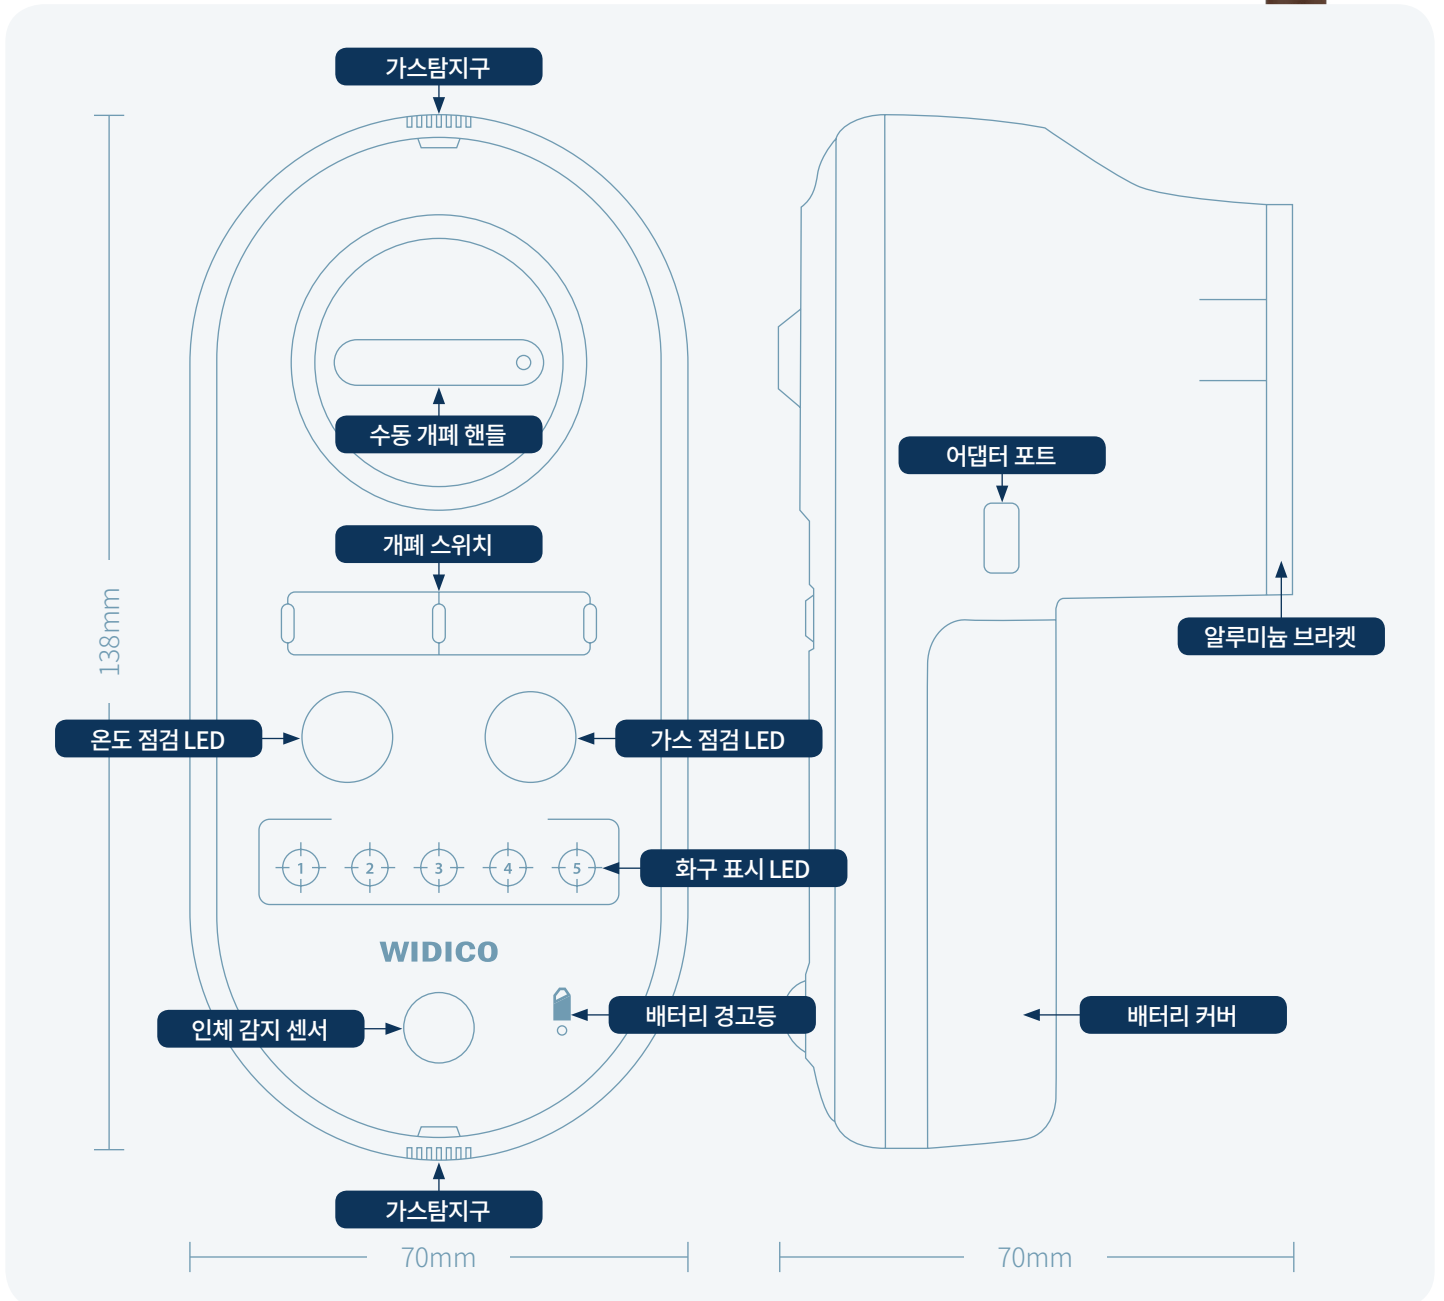 가스탐지구
수동 개폐 핸들
어댑터 포트
개폐 스위치
138mm
알루미늄 브라켓
온도 점검 LED
가스 점검 LED
1 2 3 4 5
화구 표시 LED
WIDICO
인체 감지 센서
배터리 경고등
배터리 커버
가스탐지구
70mm
70mm